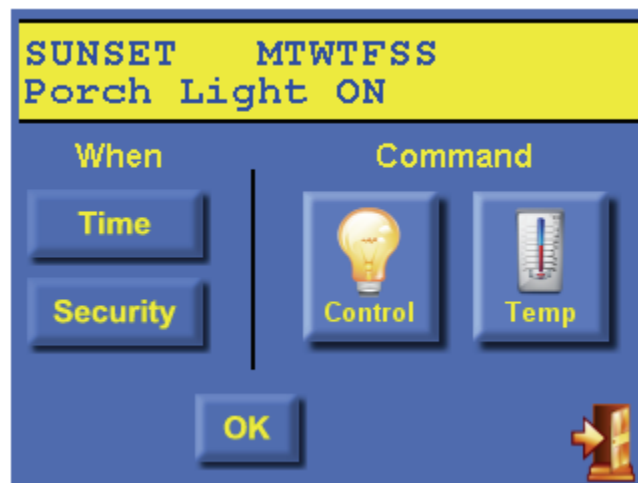 SUNSET MTWTFSS
Porch Light ON
When
Command
Time
Security
Control
Temp
OK